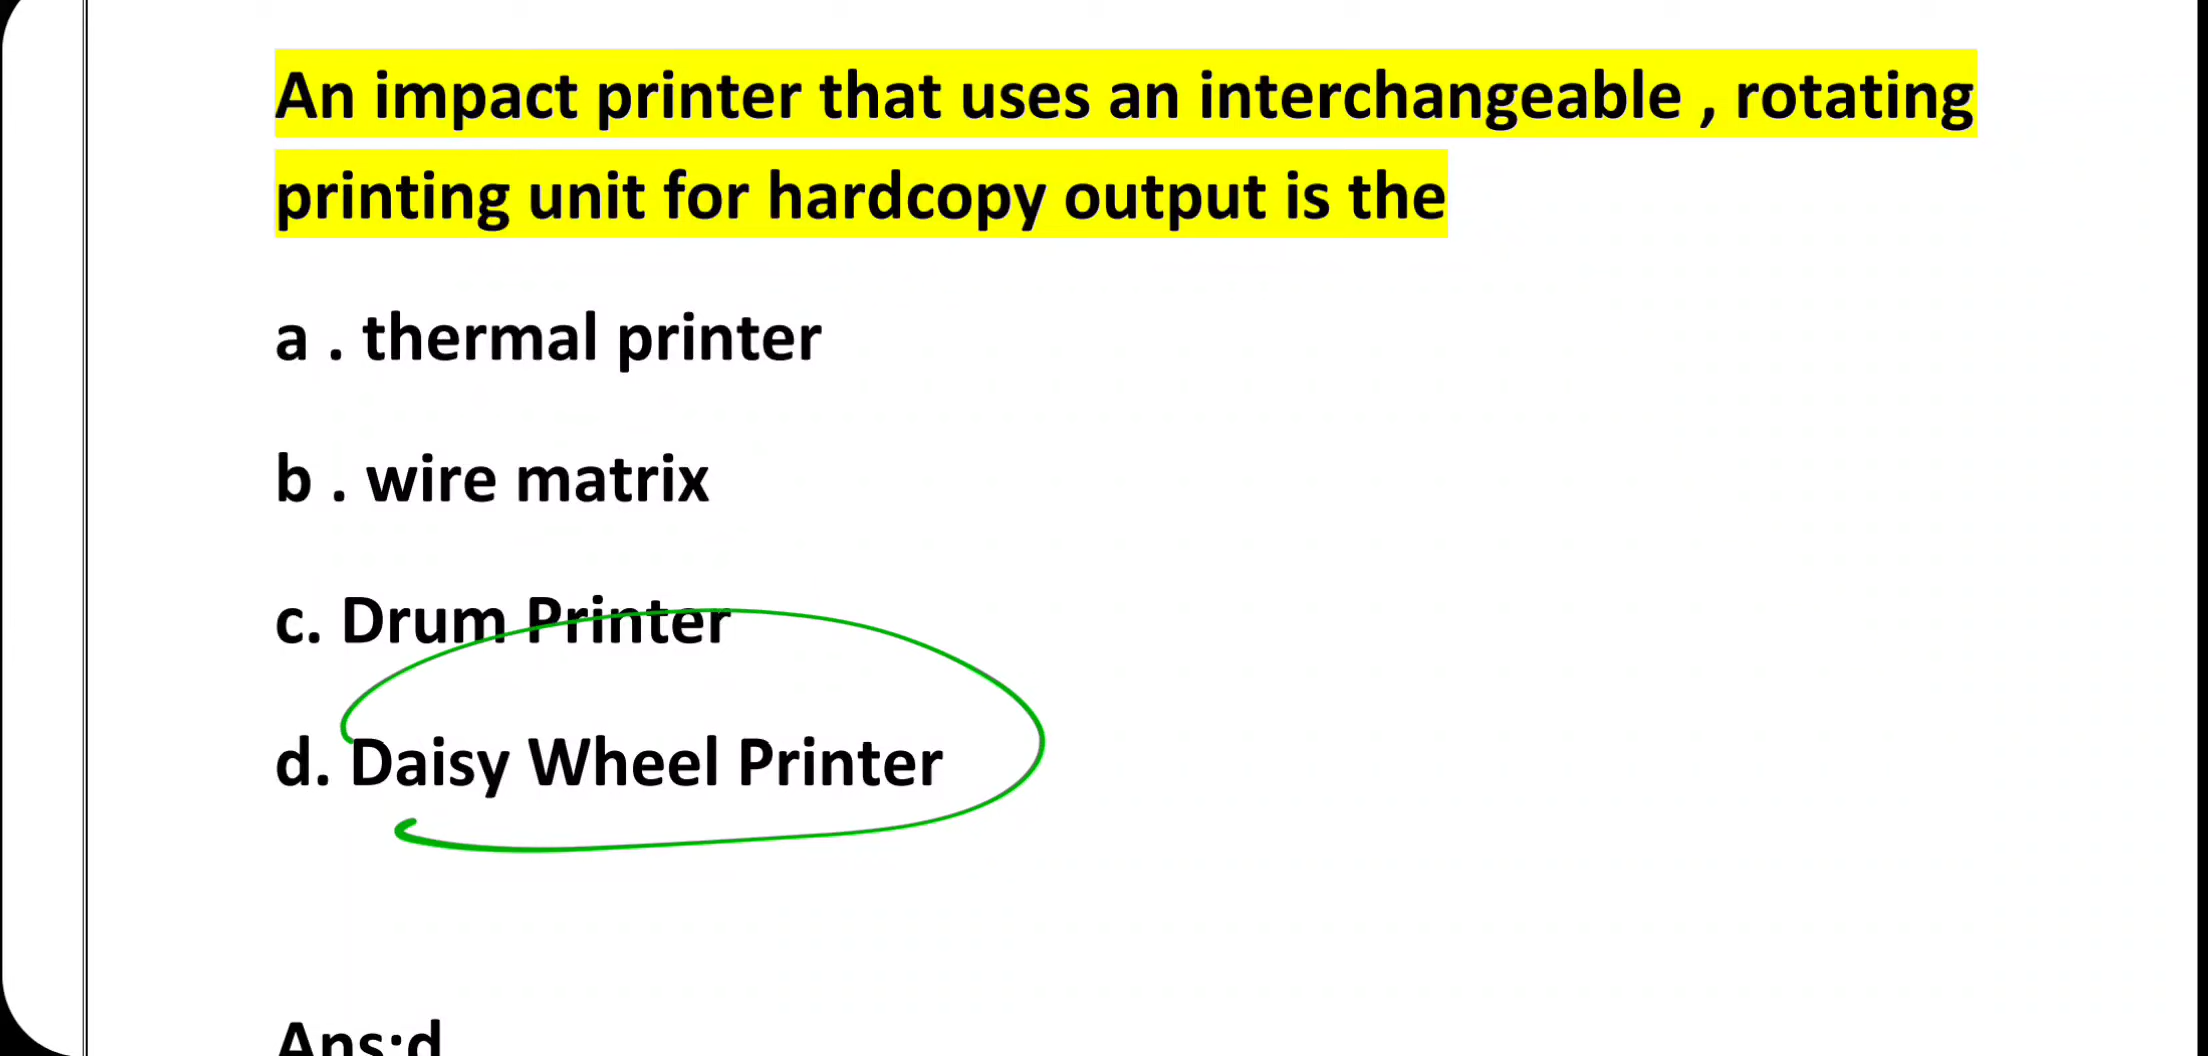 An impact printer that uses an interchangeable , rotating
printing unit for hardcopy output is the
a . thermal printer
b . wire matrix
c. Drum Printer
d. Daisy Wheel Printer
Ans:d